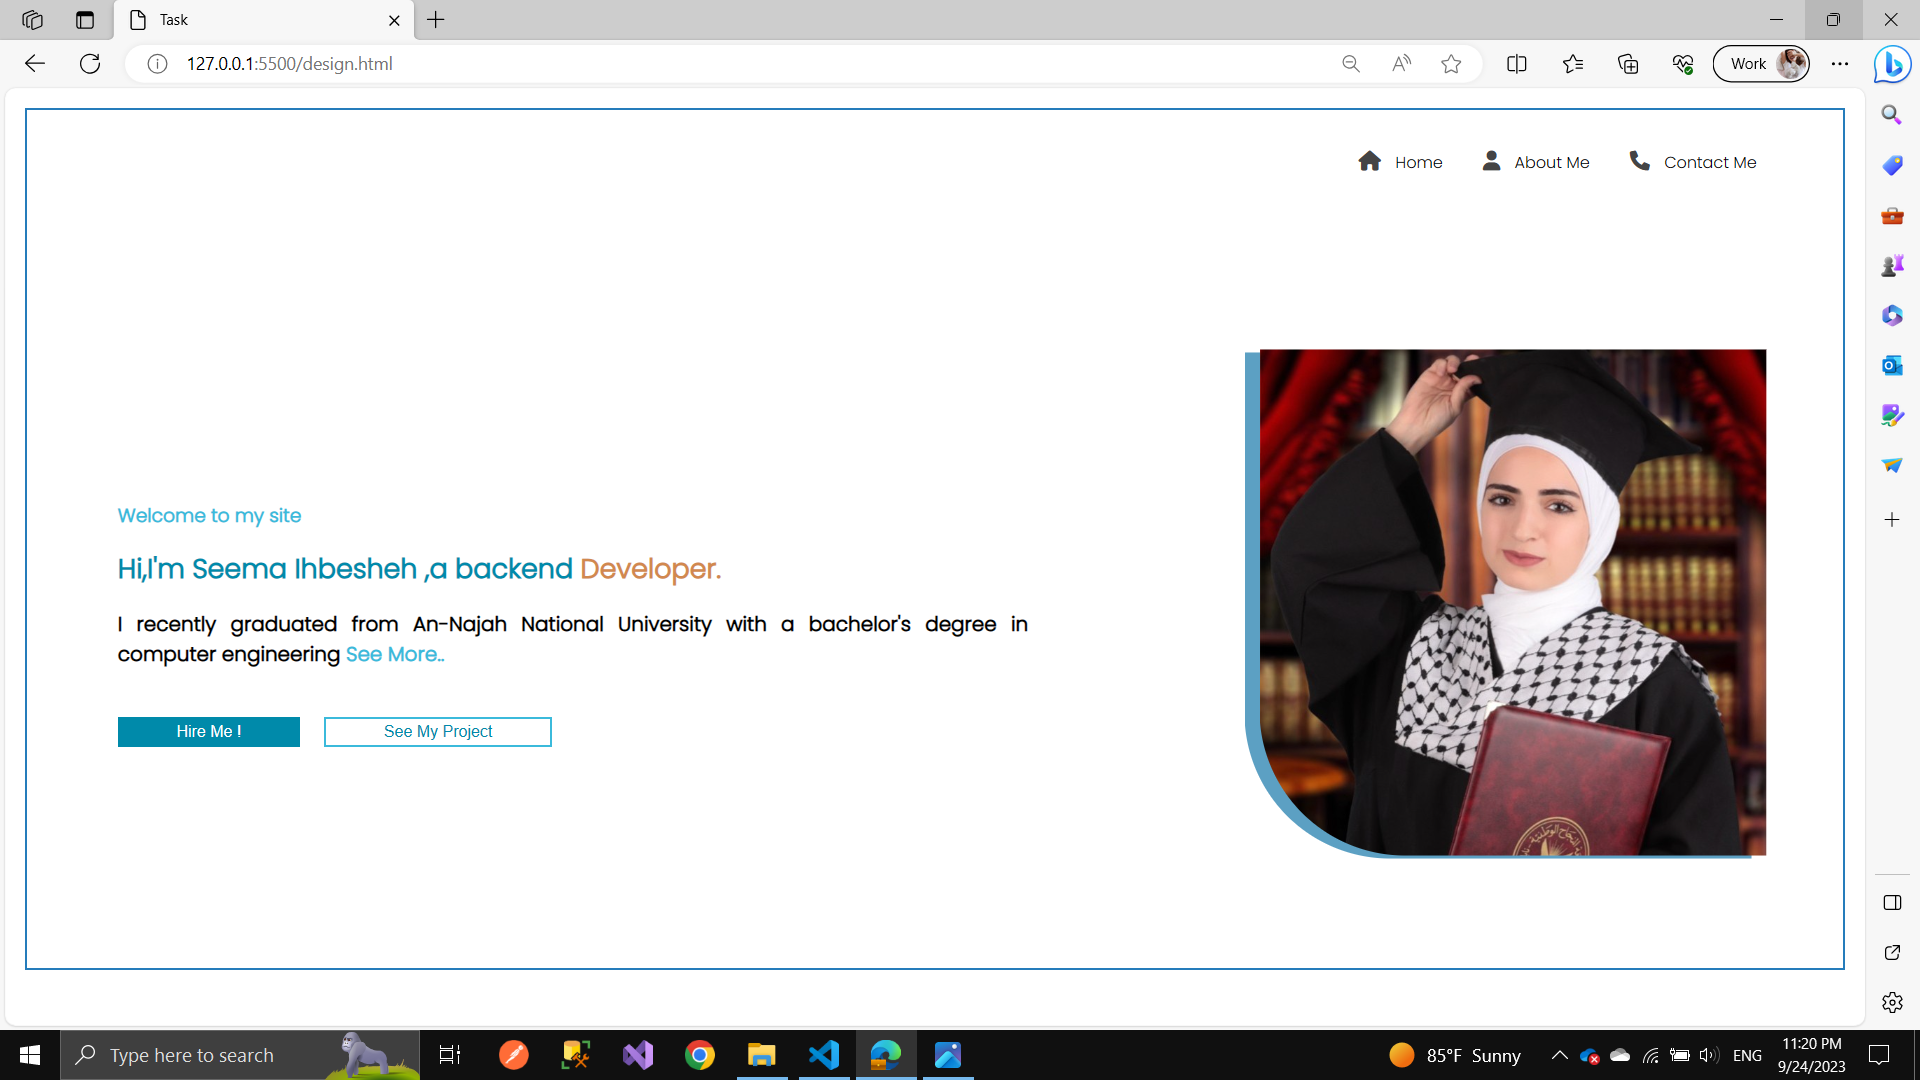 Task
127.0.0.1:5500/design.html
Work
Home
About Me
Contact Me
Welcome to my site
Hi,I'm Seema Ihbesheh ,a backend Developer.
I recently graduated from An-Najah National University with a bachelor's degree in
computer engineering See More..
Hire Me !
See My Project
Type here to search
85°F Sunny
ENG
11:20 PM
9/24/2023